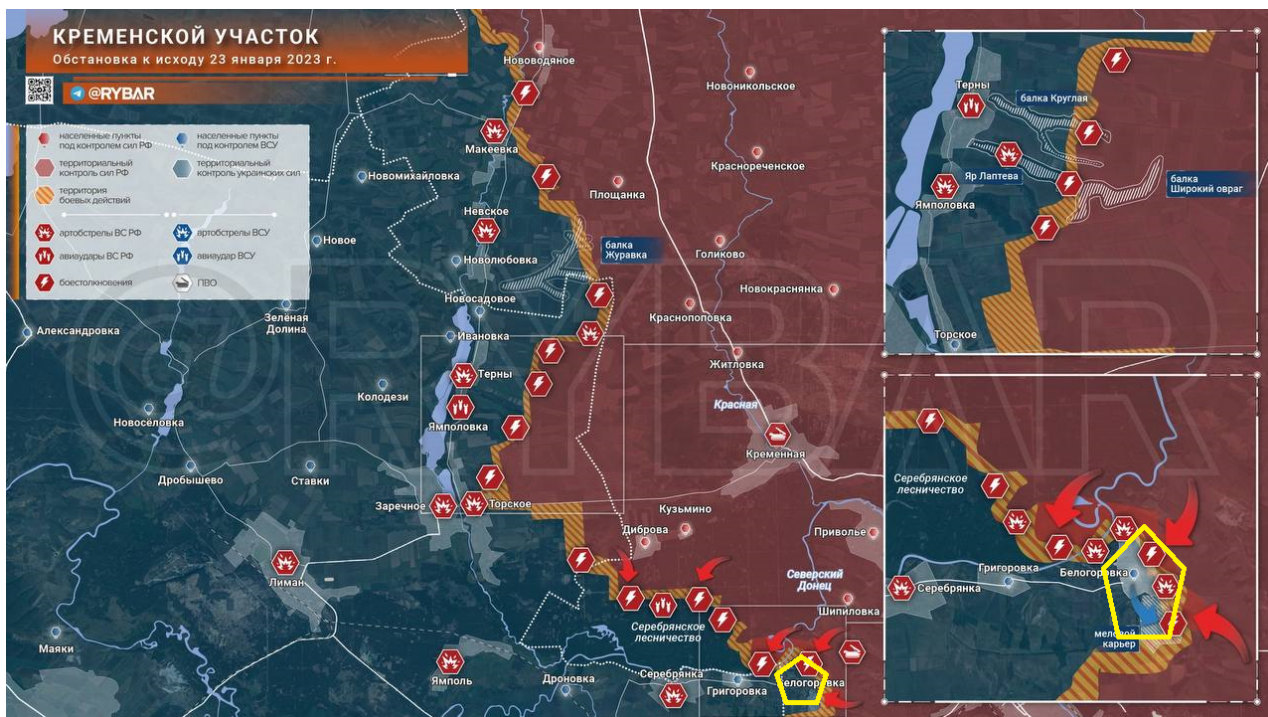 КРЕМЕНСКОЙ УЧАСТОК
Обстановка к исходу 23 января 2023 г.
@RYBAR
населенные пункты
под контролем сил РФ
населенные пункты
под контролем ВСУ
территориальный
контроль сил РФ
территориальный
контроль украинских сил
территория
боевых действий
артобстрелы ВС РФ
артобстрелы ВСУ
авиаудары ВС РФ
авиаудар ВСУ
боестолкновения
ПВО
Нововодяное
Новоникольское
Макеевка
Краснореченское
Новомихайловка
Площанка
Невское
Новое
балка
Журавка
Голиково
Новолюбовка
Новокраснянка
Новосадовое
Зелёная
Долина
Краснопоповка
Александровка
Ивановка
Житловка
Терны
Колодези
Красная
Новосёловка
Ямполовка
Кременная
Дробышево
Ставки
Заречное
Торское
Кузьмино
Диброва
Приволье
Лиман
Северский
Донец
Шипиловка
Серебрянское
лесничество
Маяки
Ямполь
Дроновка
Серебрянка
Григоровка
Белогоровка
Терны
балка Круглая
Яр Лаптева
балка
Широкий овраг
Ямполовка
Торское
Серебрянское
лесничество
Григоровка
Белогоровка
Серебрянка
меловой
карьер
@RYBAR